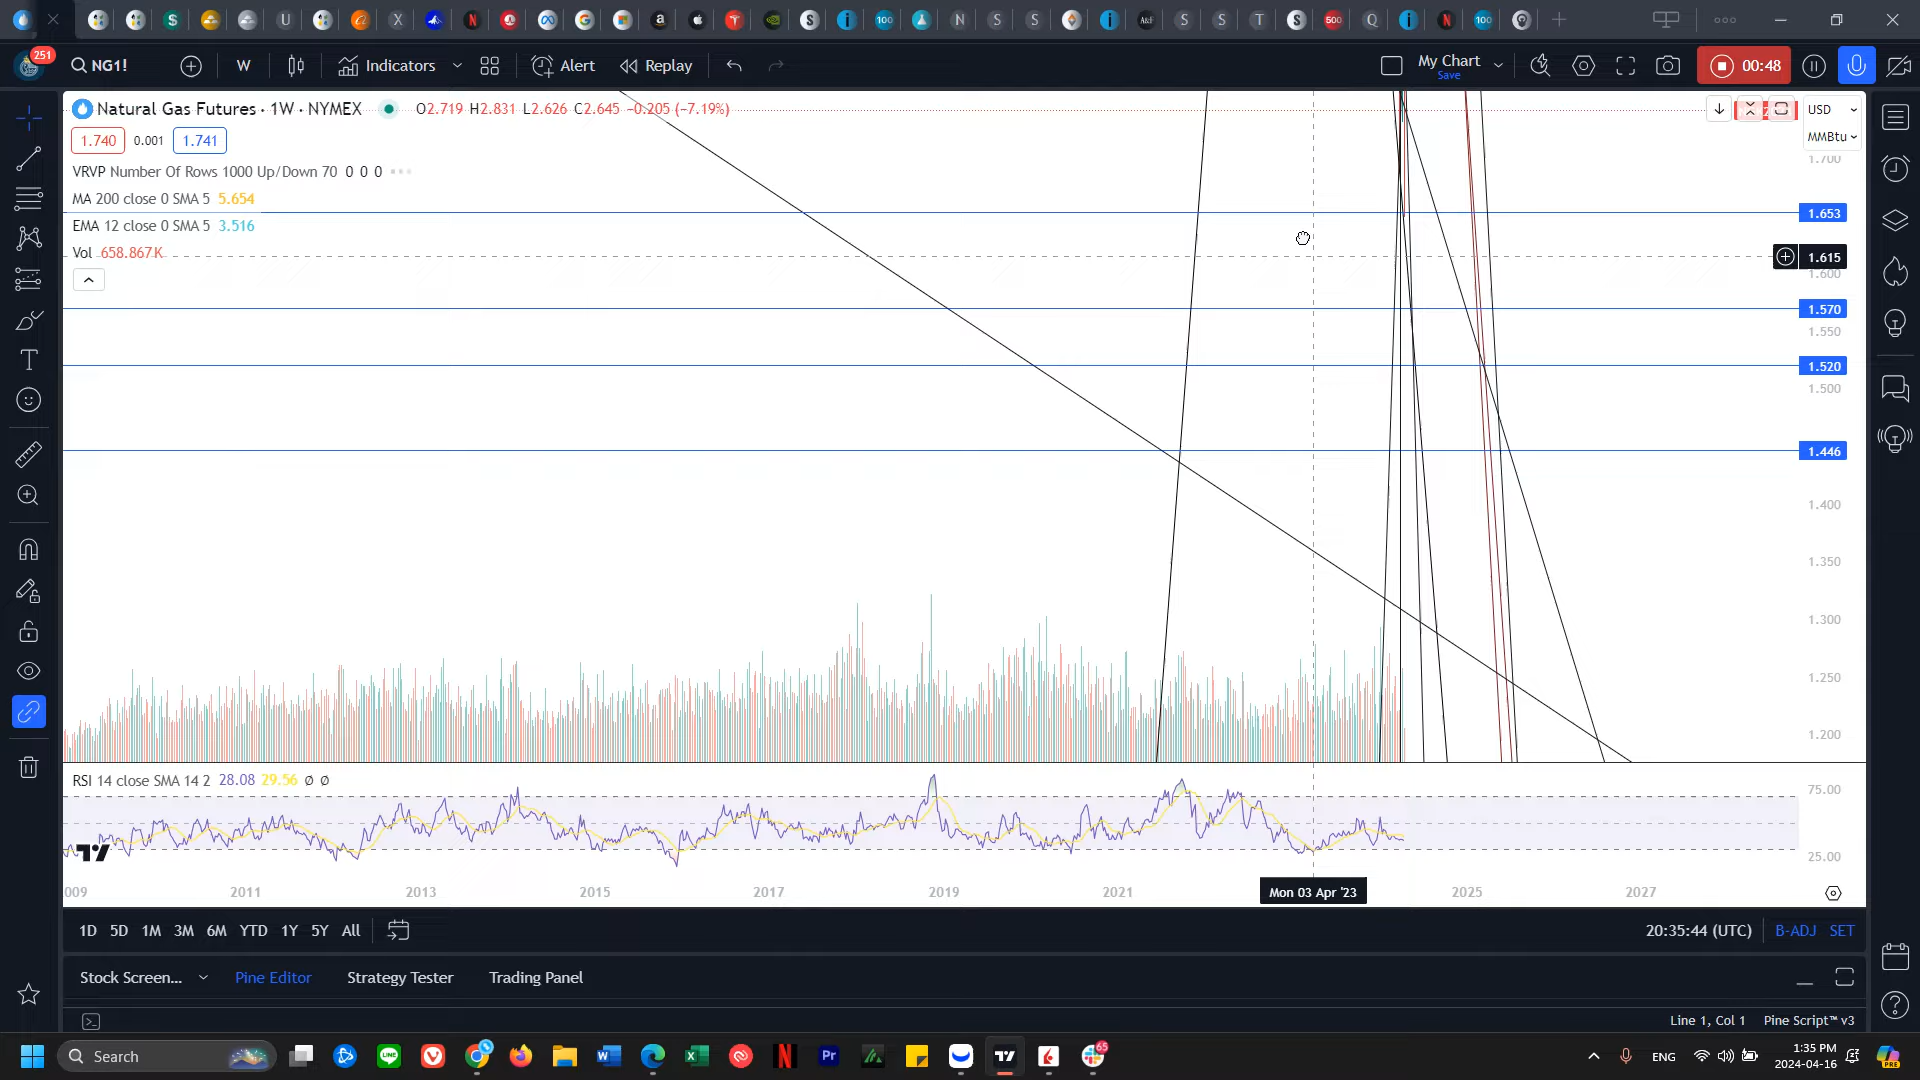 NG1!
W
Indicators
Alert
Replay
My Chart
Save
00:48
251
Natural Gas Futures · 1W · NYMEX
O2.719 H2.831 L2.626 C2.645 −0.205 (−7.19%)
1.740 0.001 1.741
VRVP Number Of Rows 1000 Up/Down 70 0 0 0
MA 200 close 0 SMA 5 5.654
EMA 12 close 0 SMA 5 3.516
Vol 658.867K
USD
MMBtu
1.700
1.653
1.615
1.600
1.570
1.550
1.520
1.500
1.446
1.400
1.350
1.300
1.250
1.200
RSI 14 close SMA 14 2 28.08 29.56 Ø Ø
75.00
25.00
009 2011 2013 2015 2017 2019 2021 Mon 03 Apr '23 2025 2027
1D 5D 1M 3M 6M YTD 1Y 5Y All
20:35:44 (UTC) B-ADJ SET
Stock Screen... Pine Editor Strategy Tester Trading Panel
Line 1, Col 1 Pine Script™ v3
Search
65
ENG
1:35 PM
2024-04-16